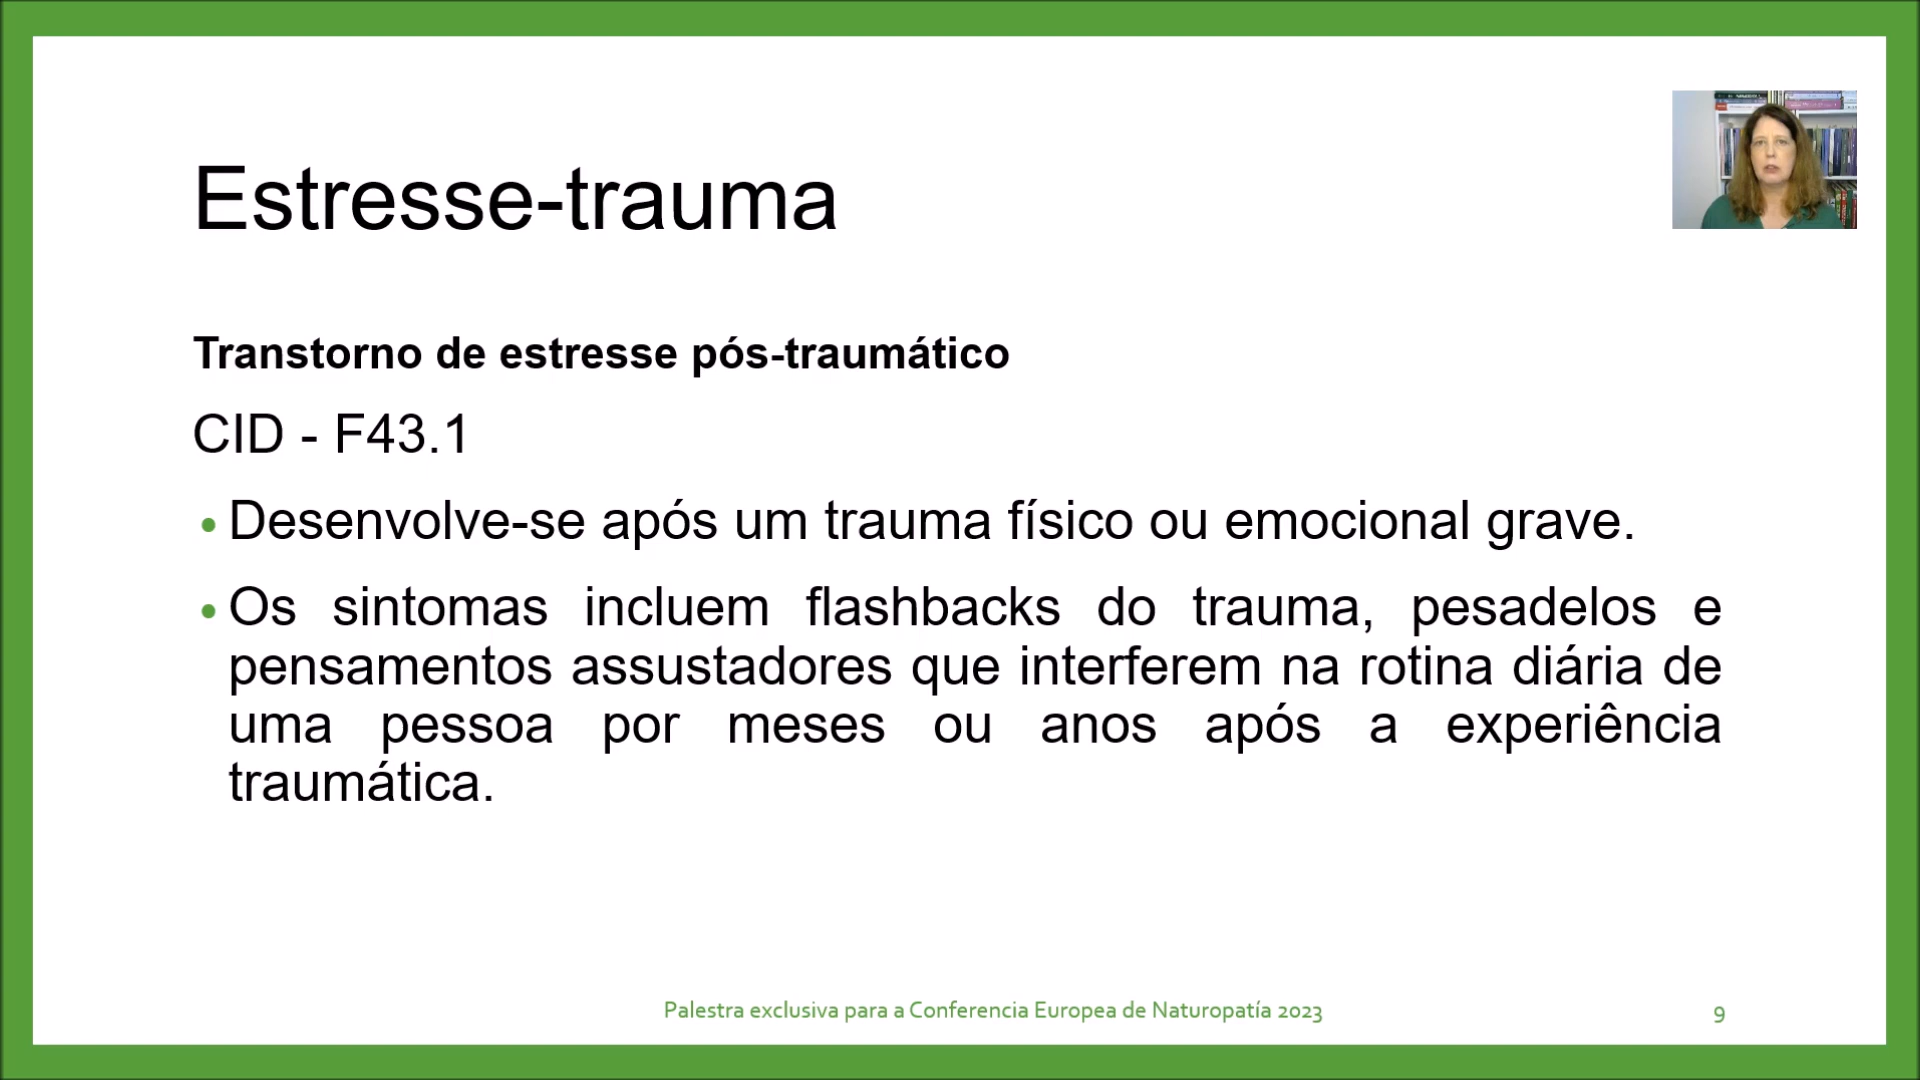 Estresse-trauma
Transtorno de estresse pós-traumático
CID - F43.1
• Desenvolve-se após um trauma físico ou emocional grave.
• Os sintomas incluem flashbacks do trauma, pesadelos e
pensamentos assustadores que interferem na rotina diária de
uma pessoa por meses ou anos após a experiência
traumática.
Palestra exclusiva para a Conferencia Europea de Naturopatía 2023
9